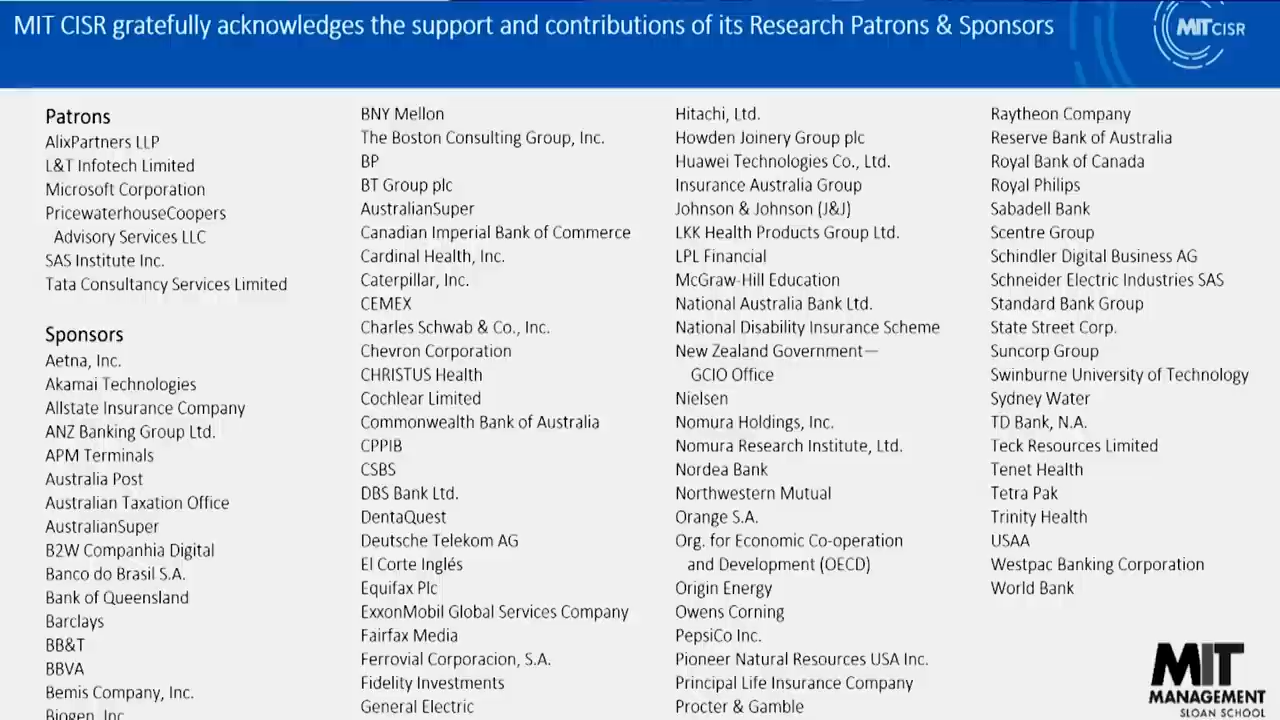 MIT CISR gratefully acknowledges the support and contributions of its Research Patrons & Sponsors
MIT CISR
Patrons
AlixPartners LLP
L&T Infotech Limited
Microsoft Corporation
PricewaterhouseCoopers
Advisory Services LLC
SAS Institute Inc.
Tata Consultancy Services Limited
Sponsors
Aetna, Inc.
Akamai Technologies
Allstate Insurance Company
ANZ Banking Group Ltd.
APM Terminals
Australia Post
Australian Taxation Office
AustralianSuper
B2W Companhia Digital
Banco do Brasil S.A.
Bank of Queensland
Barclays
BB&T
BBVA
Bemis Company, Inc.
Biogen, Inc.
BNY Mellon
The Boston Consulting Group, Inc.
BP
BT Group plc
AustralianSuper
Canadian Imperial Bank of Commerce
Cardinal Health, Inc.
Caterpillar, Inc.
CEMEX
Charles Schwab & Co., Inc.
Chevron Corporation
CHRISTUS Health
Cochlear Limited
Commonwealth Bank of Australia
CPPIB
CSBS
DBS Bank Ltd.
DentaQuest
Deutsche Telekom AG
El Corte Inglés
Equifax Plc
ExxonMobil Global Services Company
Fairfax Media
Ferrovial Corporacion, S.A.
Fidelity Investments
General Electric
Hitachi, Ltd.
Howden Joinery Group plc
Huawei Technologies Co., Ltd.
Insurance Australia Group
Johnson & Johnson (J&J)
LKK Health Products Group Ltd.
LPL Financial
McGraw-Hill Education
National Australia Bank Ltd.
National Disability Insurance Scheme
New Zealand Government—
GCIO Office
Nielsen
Nomura Holdings, Inc.
Nomura Research Institute, Ltd.
Nordea Bank
Northwestern Mutual
Orange S.A.
Org. for Economic Co-operation
and Development (OECD)
Origin Energy
Owens Corning
PepsiCo Inc.
Pioneer Natural Resources USA Inc.
Principal Life Insurance Company
Procter & Gamble
Raytheon Company
Reserve Bank of Australia
Royal Bank of Canada
Royal Philips
Sabadell Bank
Scentre Group
Schindler Digital Business AG
Schneider Electric Industries SAS
Standard Bank Group
State Street Corp.
Suncorp Group
Swinburne University of Technology
Sydney Water
TD Bank, N.A.
Teck Resources Limited
Tenet Health
Tetra Pak
Trinity Health
USAA
Westpac Banking Corporation
World Bank
MIT
MANAGEMENT
SLOAN SCHOOL